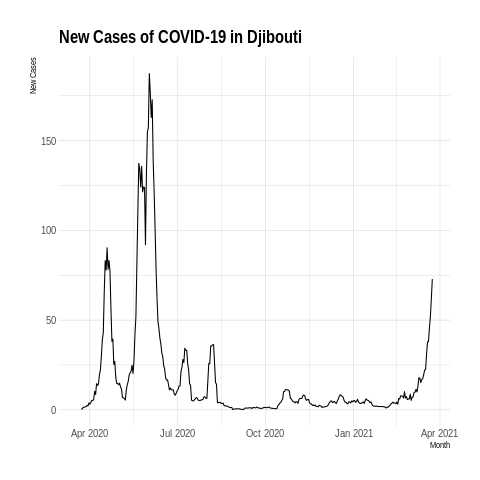 New Cases of COVID-19 in Djibouti
New Cases
150
100
50
0
Apr 2020
Jul 2020
Oct 2020
Jan 2021
Apr 2021
Month